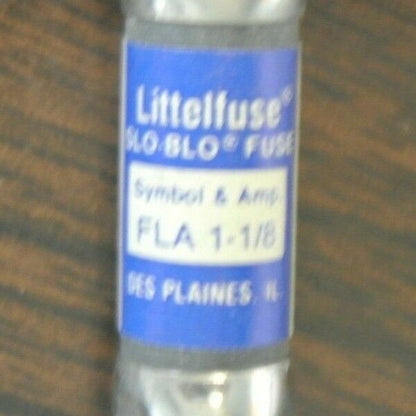 Littelfuse®
SLO-BLO® FUSE
Symbol & Amp
FLA 1-1/8
DES PLAINES, IL.